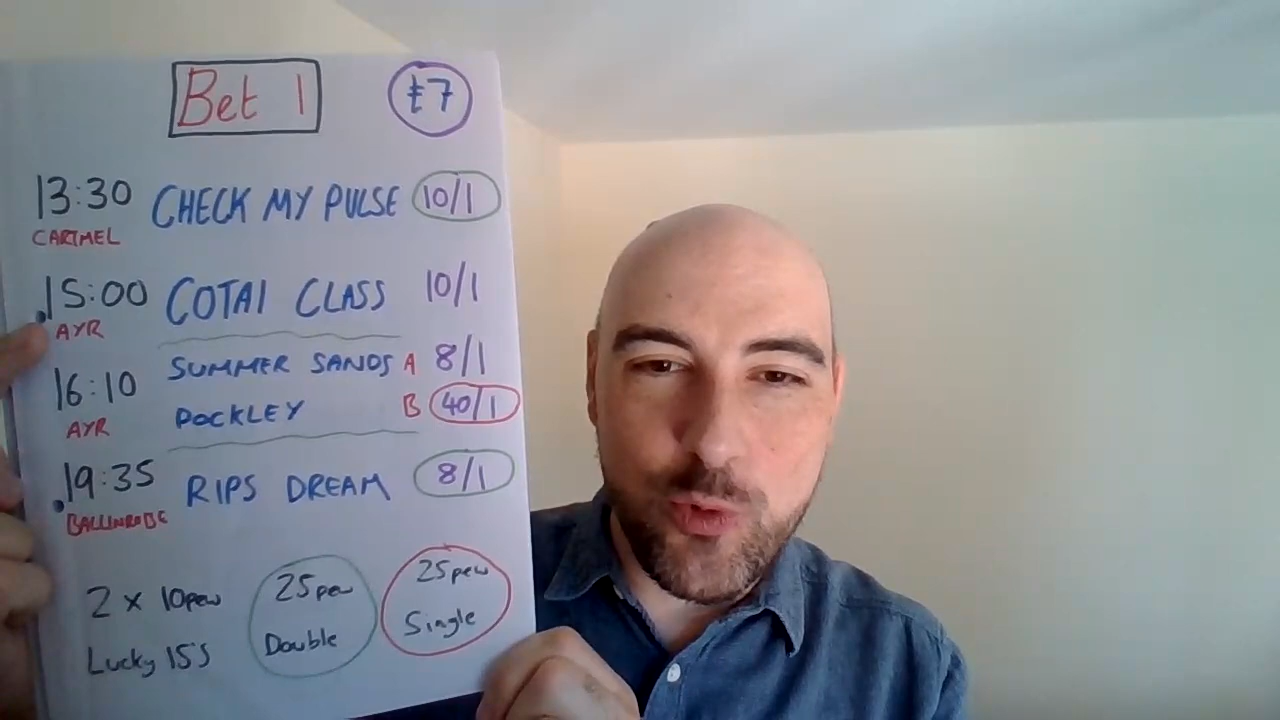 Bet 1 £7
13:30 CHECK MY PULSE 10/1
CARTMEL
15:00 COTAI CLASS 10/1
AYR
SUMMER SANDS A 8/1
16:10
POCKLEY B 40/1
AYR
19:35 RIPS DREAM 8/1
BALLINROBE
2 x 10pew 25pew 25pew
Lucky 15's Double Single